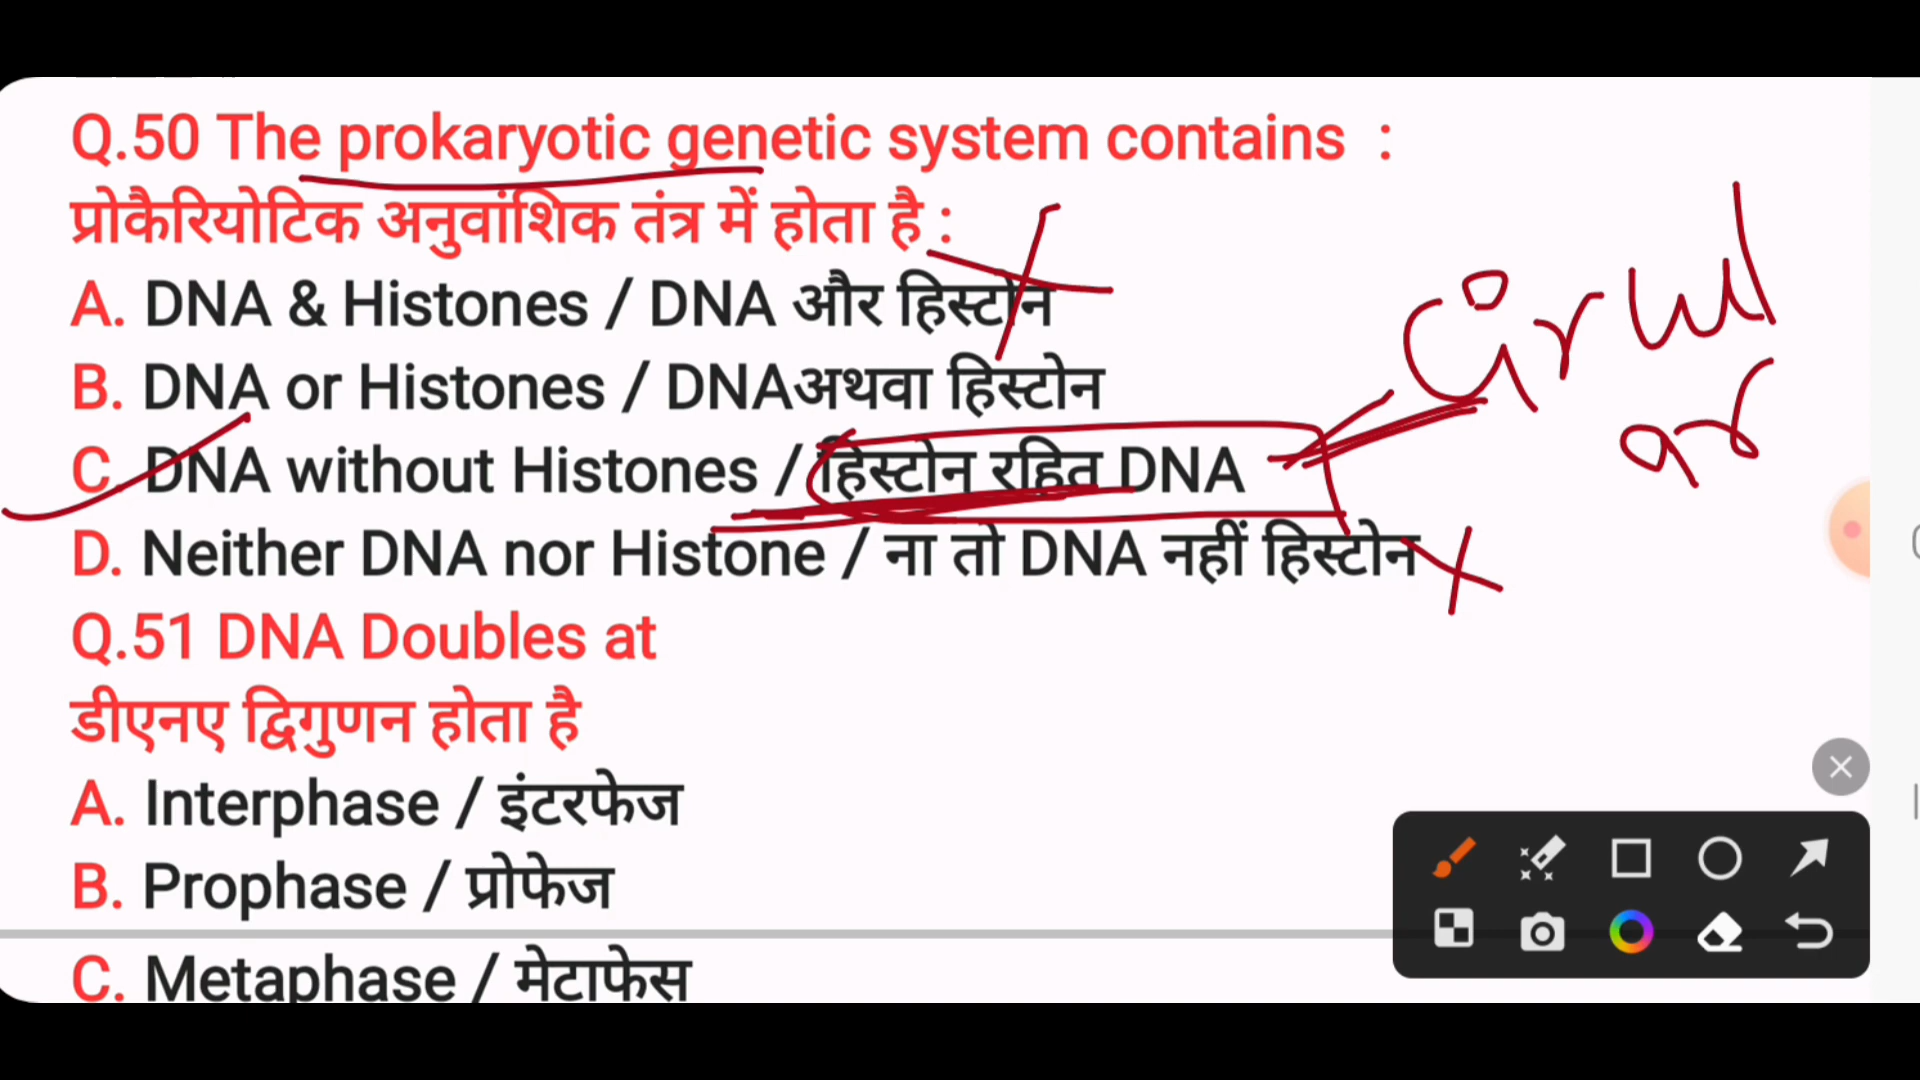 Q.50 The prokaryotic genetic system contains :
प्रोकैरियोटिक अनुवांशिक तंत्र में होता है :
A. DNA & Histones / DNA और हिस्टोन
B. DNA or Histones / DNAअथवा हिस्टोन
C. DNA without Histones / हिस्टोन रहित DNA
D. Neither DNA nor Histone / ना तो DNA नहीं हिस्टोन
Q.51 DNA Doubles at
डीएनए द्विगुणन होता है
A. Interphase / इंटरफेज
B. Prophase / प्रोफेज
C. Metaphase / मेटाफेस